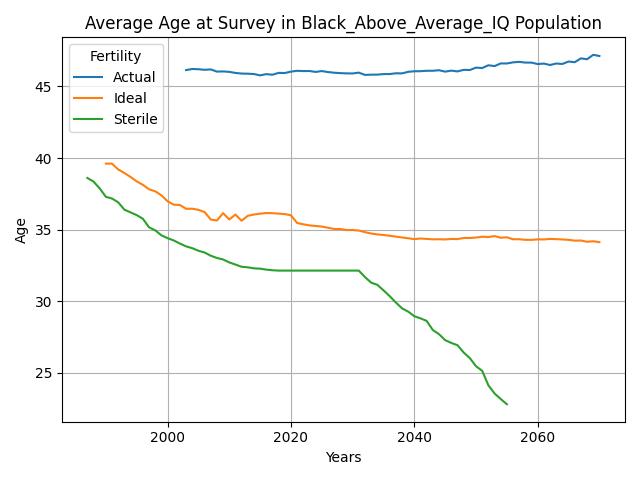 Average Age at Survey in Black_Above_Average_IQ Population
Fertility
Actual
Ideal
Sterile
Age
45
40
35
30
25
2000
2020
2040
2060
Years